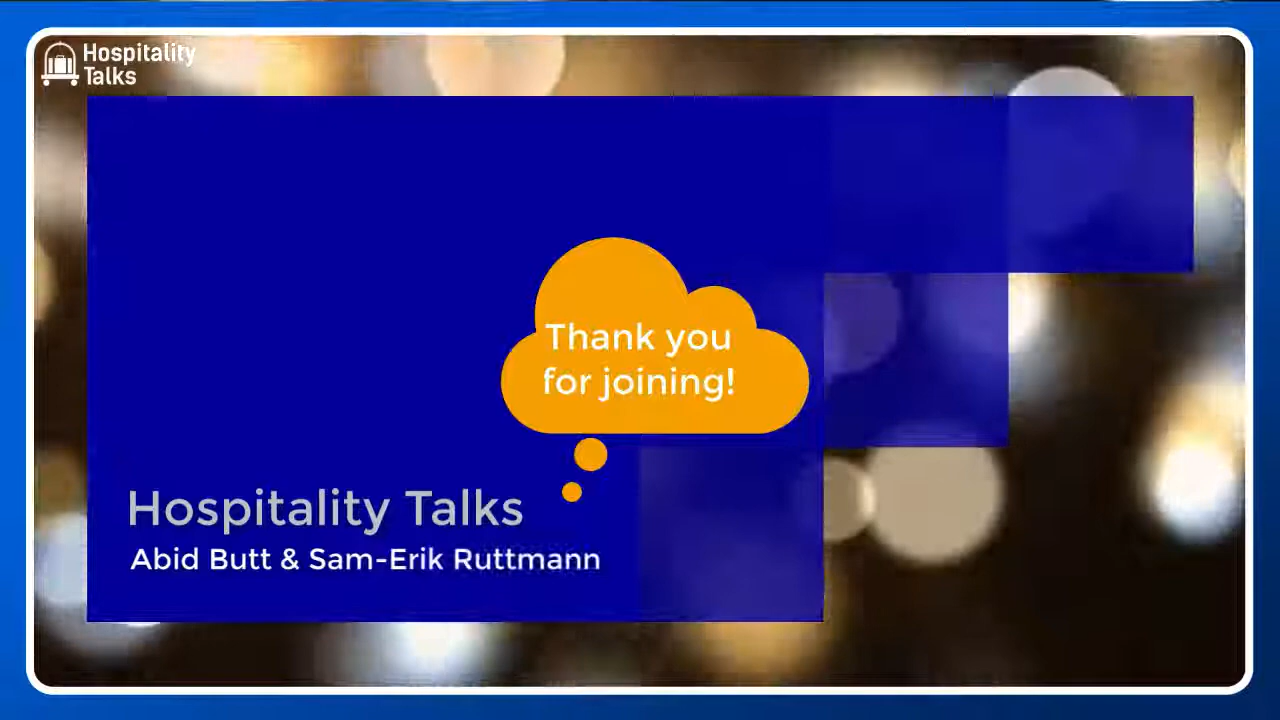 Hospitality
Talks
Thank you
for joining!
Hospitality Talks
Abid Butt & Sam-Erik Ruttmann